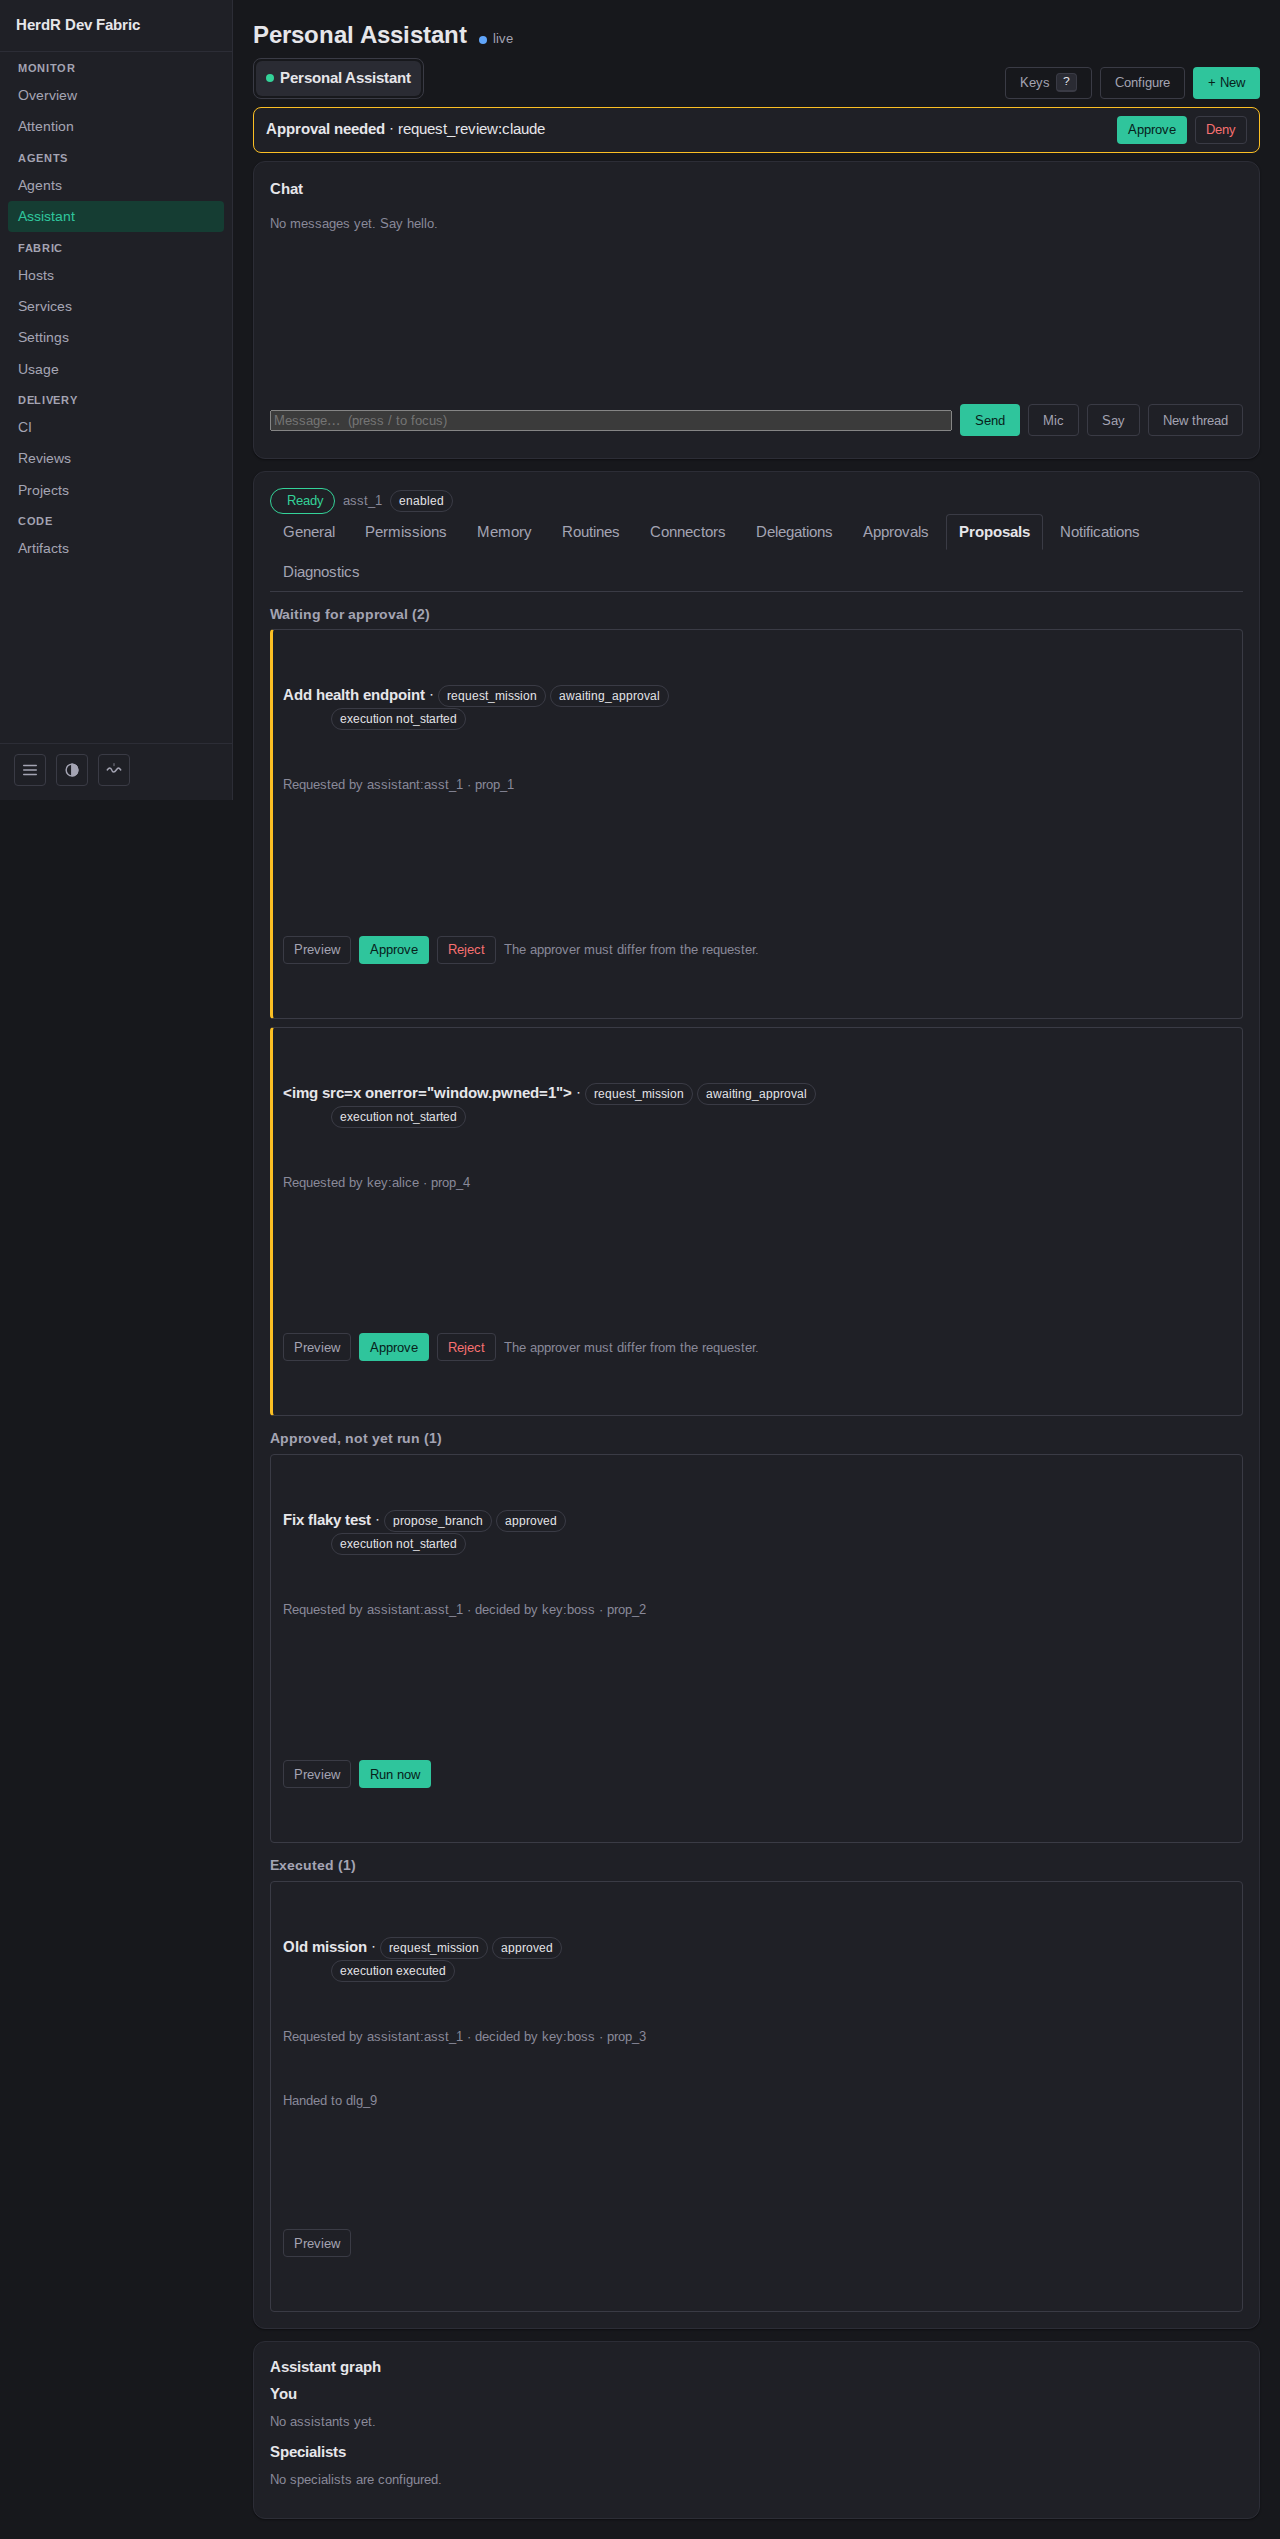 HerdR Dev Fabric
MONITOR
Overview
Attention
AGENTS
Agents
Assistant
FABRIC
Hosts
Services
Settings
Usage
DELIVERY
CI
Reviews
Projects
CODE
Artifacts
Personal Assistant live
Personal Assistant
Keys ? Configure + New
Approval needed · request_review:claude Approve Deny
Chat
No messages yet. Say hello.
Message… (press / to focus) Send Mic Say New thread
Ready asst_1 enabled
General Permissions Memory Routines Connectors Delegations Approvals Proposals Notifications
Diagnostics
Waiting for approval (2)
Add health endpoint · request_mission awaiting_approval
execution not_started
Requested by assistant:asst_1 · prop_1
Preview Approve Reject The approver must differ from the requester.
<img src=x onerror="window.pwned=1"> · request_mission awaiting_approval
execution not_started
Requested by key:alice · prop_4
Preview Approve Reject The approver must differ from the requester.
Approved, not yet run (1)
Fix flaky test · propose_branch approved
execution not_started
Requested by assistant:asst_1 · decided by key:boss · prop_2
Preview Run now
Executed (1)
Old mission · request_mission approved
execution executed
Requested by assistant:asst_1 · decided by key:boss · prop_3
Handed to dlg_9
Preview
Assistant graph
You
No assistants yet.
Specialists
No specialists are configured.